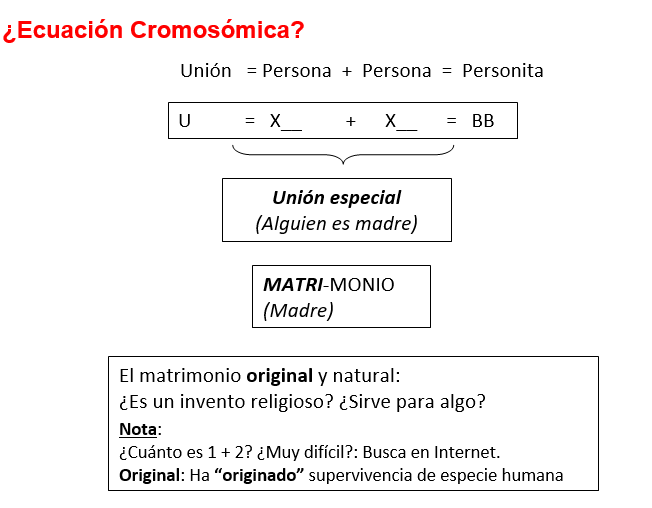 ¿Ecuación Cromosómica?
Unión = Persona + Persona = Personita
U = X__ + X__ = BB
Unión especial
(Alguien es madre)
MATRI-MONIO
(Madre)
El matrimonio original y natural:
¿Es un invento religioso? ¿Sirve para algo?
Nota:
¿Cuánto es 1 + 2? ¿Muy difícil?: Busca en Internet.
Original: Ha “originado” supervivencia de especie humana